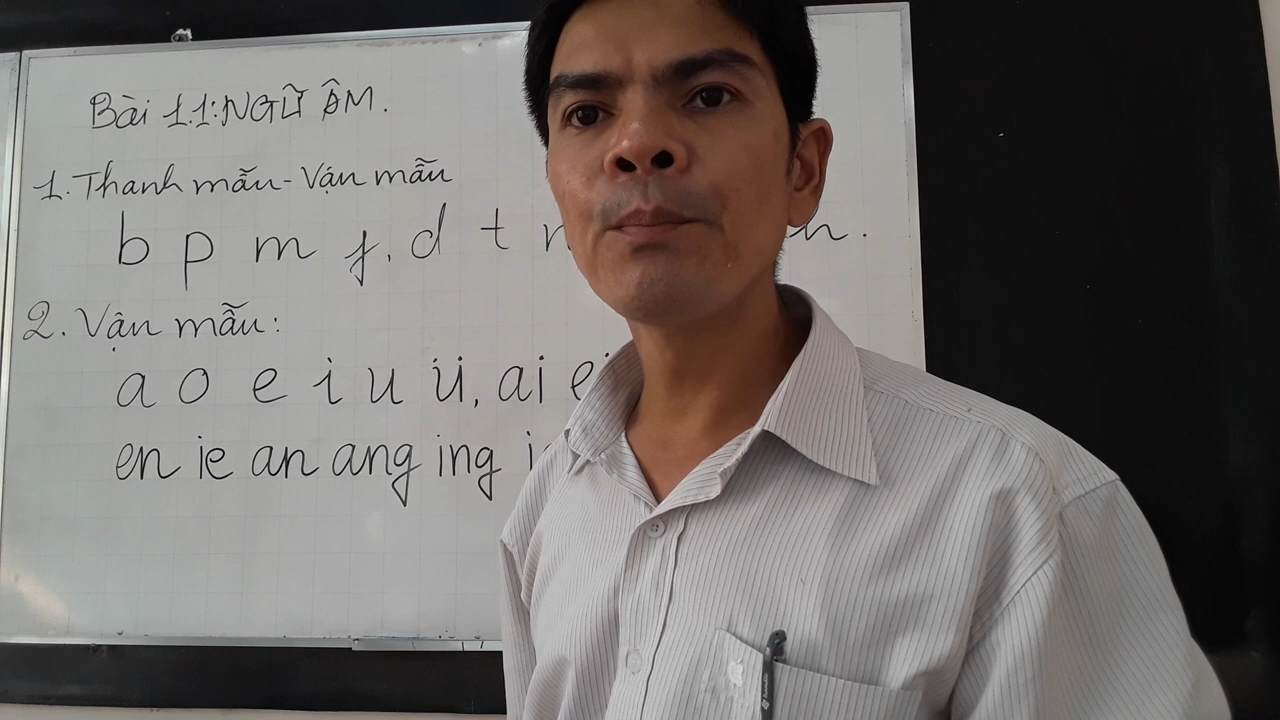 Bài 1.1: NGỮ ÂM.
1. Thanh mẫu - Vận mẫu
b p m f, d t n h.
2. Vận mẫu:
a o e i u ü, ai ei
en ie an ang ing